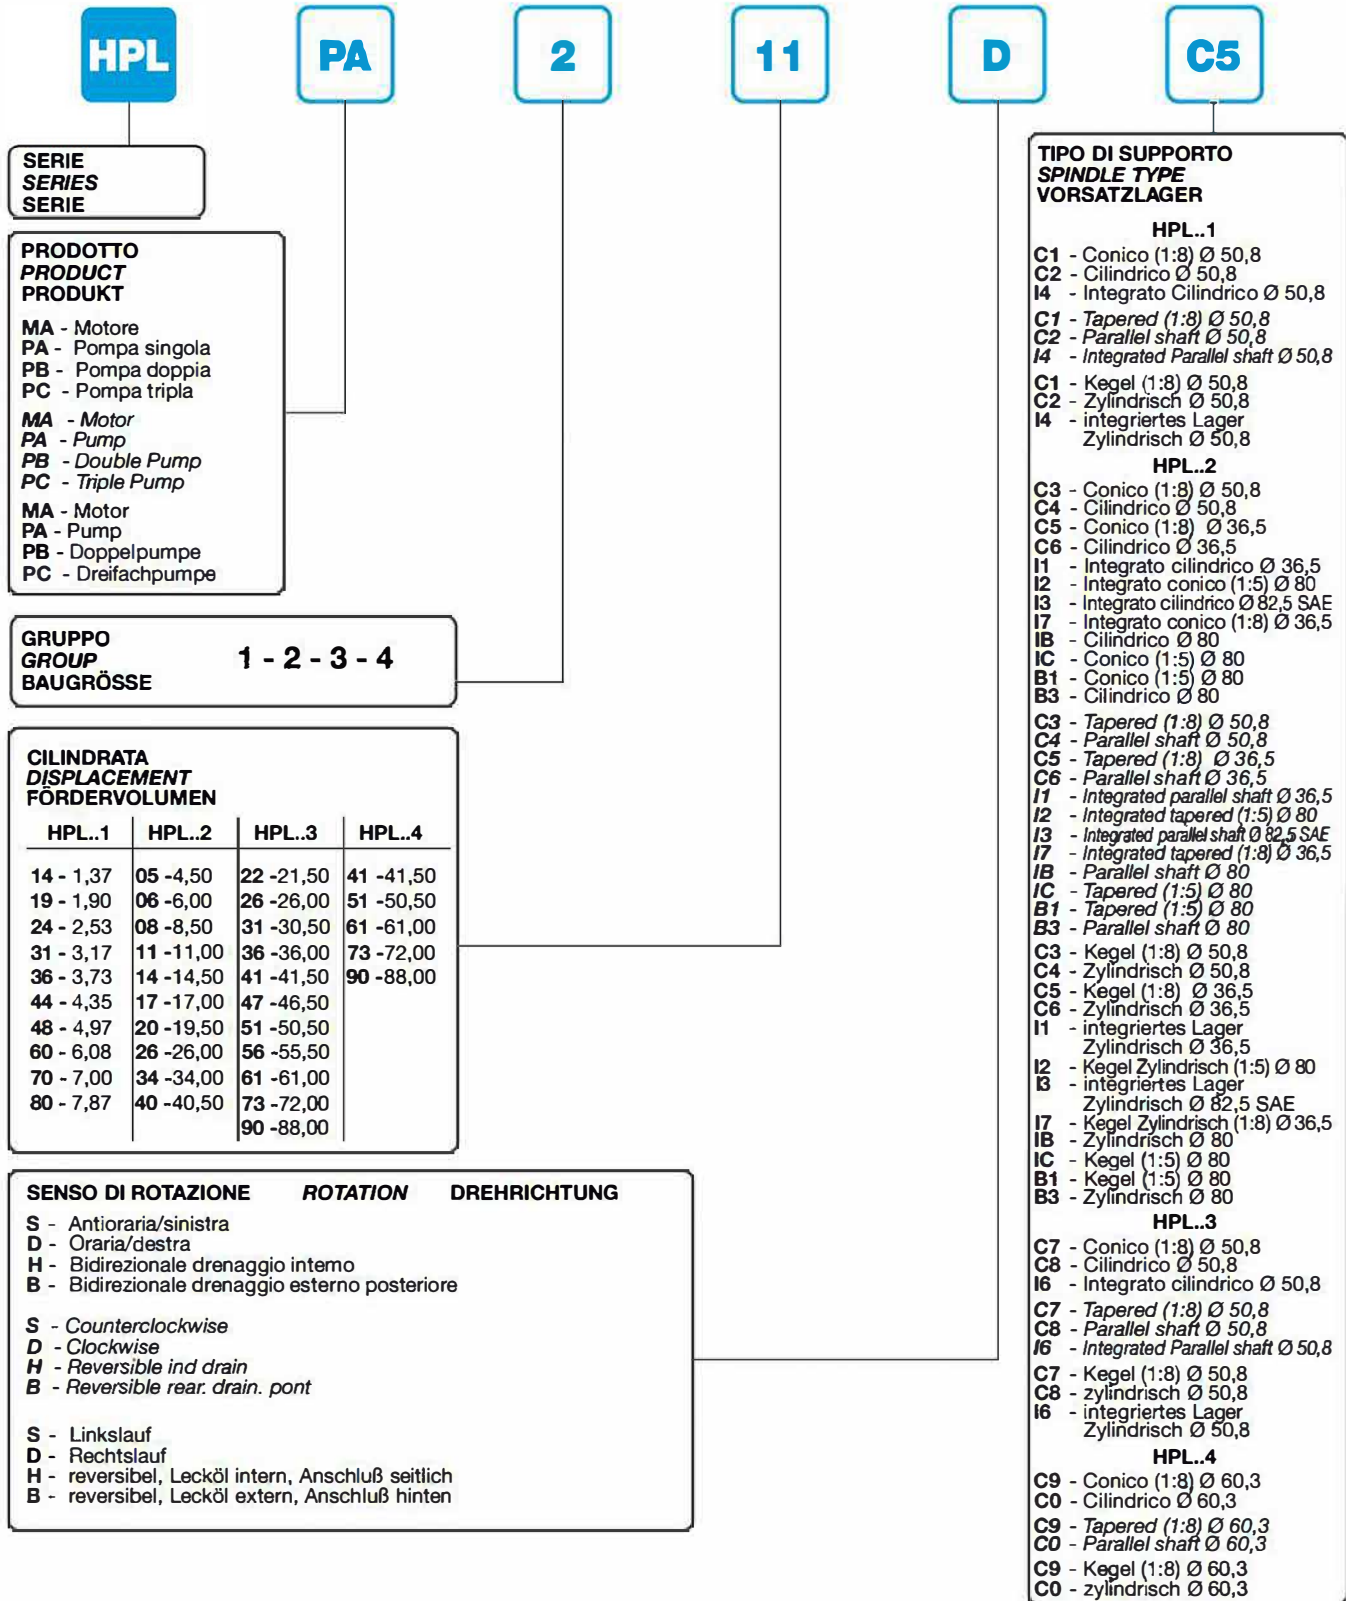 HPL PA 2 11 D C5
SERIE
SERIES
SERIE
PRODOTTO
PRODUCT
PRODUKT
MA - Motore
PA - Pompa singola
PB - Pompa doppia
PC - Pompa tripla
MA - Motor
PA - Pump
PB - Double Pump
PC - Triple Pump
MA - Motor
PA - Pump
PB - Doppelpumpe
PC - Dreifachpumpe
GRUPPO
GROUP
BAUGRÖSSE
1 - 2 - 3 - 4
CILINDRATA
DISPLACEMENT
FÖRDERVOLUMEN
HPL..1 HPL..2 HPL..3 HPL..4
14 - 1,37 05 -4,50 22 -21,50 41 -41,50
19 - 1,90 06 -6,00 26 -26,00 51 -50,50
24 - 2,53 08 -8,50 31 -30,50 61 -61,00
31 - 3,17 11 -11,00 36 -36,00 73 -72,00
36 - 3,73 14 -14,50 41 -41,50 90 -88,00
44 - 4,35 17 -17,00 47 -46,50
48 - 4,97 20 -19,50 51 -50,50
60 - 6,08 26 -26,00 56 -55,50
70 - 7,00 34 -34,00 61 -61,00
80 - 7,87 40 -40,50 73 -72,00
90 -88,00
SENSO DI ROTAZIONE ROTATION DREHRICHTUNG
S - Antioraria/sinistra
D - Oraria/destra
H - Bidirezionale drenaggio interno
B - Bidirezionale drenaggio esterno posteriore
S - Counterclockwise
D - Clockwise
H - Reversible ind drain
B - Reversible rear. drain. pont
S - Linkslauf
D - Rechtslauf
H - reversibel, Lecköl intern, Anschluß seitlich
B - reversibel, Lecköl extern, Anschluß hinten
TIPO DI SUPPORTO
SPINDLE TYPE
VORSATZLAGER
HPL..1
C1 - Conico (1:8) Ø 50,8
C2 - Cilindrico Ø 50,8
I4 - Integrato Cilindrico Ø 50,8
C1 - Tapered (1:8) Ø 50,8
C2 - Parallel shaft Ø 50,8
I4 - Integrated Parallel shaft Ø 50,8
C1 - Kegel (1:8) Ø 50,8
C2 - Zylindrisch Ø 50,8
I4 - integriertes Lager
Zylindrisch Ø 50,8
HPL..2
C3 - Conico (1:8) Ø 50,8
C4 - Cilindrico Ø 50,8
C5 - Conico (1:8) Ø 36,5
C6 - Cilindrico Ø 36,5
I1 - Integrato cilindrico Ø 36,5
I2 - Integrato conico (1:5) Ø 80
I3 - Integrato cilindrico Ø 82,5 SAE
I7 - Integrato conico (1:8) Ø 36,5
IB - Cilindrico Ø 80
IC - Conico (1:5) Ø 80
B1 - Conico (1:5) Ø 80
B3 - Cilindrico Ø 80
C3 - Tapered (1:8) Ø 50,8
C4 - Parallel shaft Ø 50,8
C5 - Tapered (1:8) Ø 36,5
C6 - Parallel shaft Ø 36,5
I1 - Integrated parallel shaft Ø 36,5
I2 - Integrated tapered (1:5) Ø 80
I3 - Integrated parallel shaft Ø 82,5 SAE
I7 - Integrated tapered (1:8) Ø 36,5
IB - Parallel shaft Ø 80
IC - Tapered (1:5) Ø 80
B1 - Tapered (1:5) Ø 80
B3 - Parallel shaft Ø 80
C3 - Kegel (1:8) Ø 50,8
C4 - Zylindrisch Ø 50,8
C5 - Kegel (1:8) Ø 36,5
C6 - Zylindrisch Ø 36,5
I1 - integriertes Lager
Zylindrisch Ø 36,5
I2 - Kegel Zylindrisch (1:5) Ø 80
I3 - integriertes Lager
Zylindrisch Ø 82,5 SAE
I7 - Kegel Zylindrisch (1:8) Ø 36,5
IB - Zylindrisch Ø 80
IC - Kegel (1:5) Ø 80
B1 - Kegel (1:5) Ø 80
B3 - Zylindrisch Ø 80
HPL..3
C7 - Conico (1:8) Ø 50,8
C8 - Cilindrico Ø 50,8
I6 - Integrato cilindrico Ø 50,8
C7 - Tapered (1:8) Ø 50,8
C8 - Parallel shaft Ø 50,8
I6 - Integrated Parallel shaft Ø 50,8
C7 - Kegel (1:8) Ø 50,8
C8 - zylindrisch Ø 50,8
I6 - integriertes Lager
Zylindrisch Ø 50,8
HPL..4
C9 - Conico (1:8) Ø 60,3
C0 - Cilindrico Ø 60,3
C9 - Tapered (1:8) Ø 60,3
C0 - Parallel shaft Ø 60,3
C9 - Kegel (1:8) Ø 60,3
C0 - zylindrisch Ø 60,3